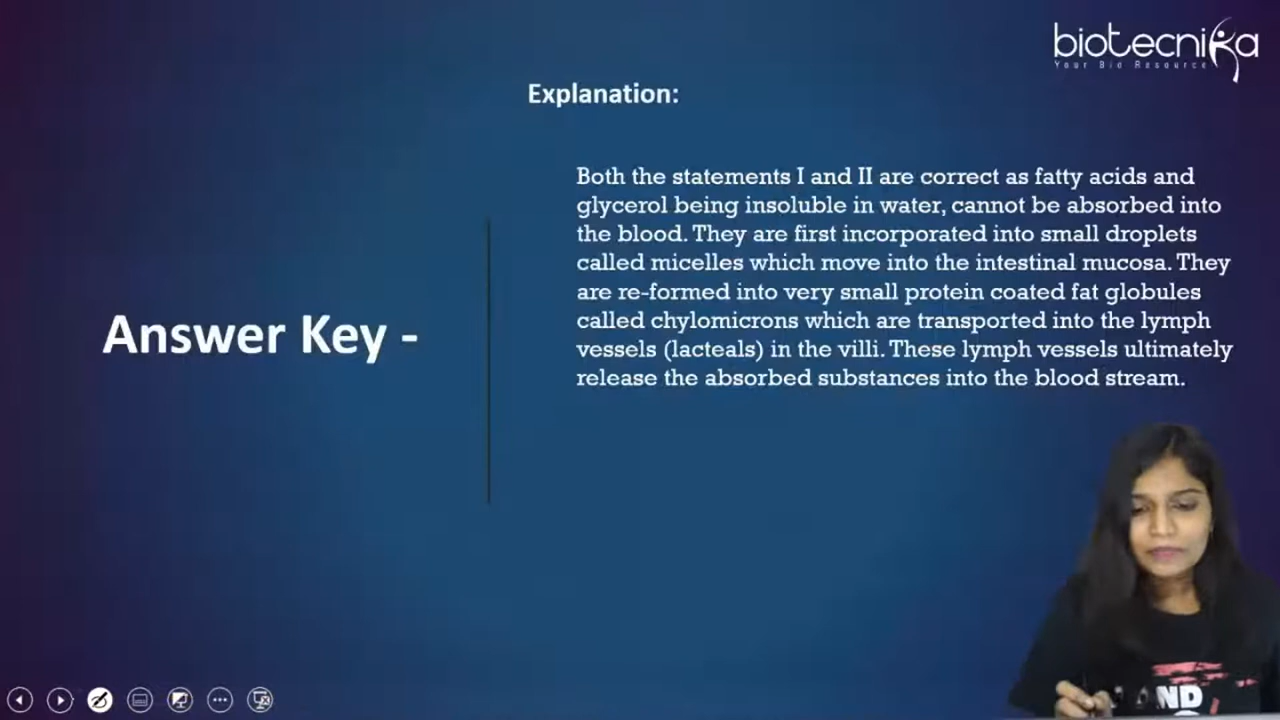 biotecnika
Your Bio Resource
Explanation:
Both the statements I and II are correct as fatty acids and
glycerol being insoluble in water, cannot be absorbed into
the blood. They are first incorporated into small droplets
called micelles which move into the intestinal mucosa. They
are re-formed into very small protein coated fat globules
called chylomicrons which are transported into the lymph
vessels (lacteals) in the villi. These lymph vessels ultimately
release the absorbed substances into the blood stream.
Answer Key -
AND